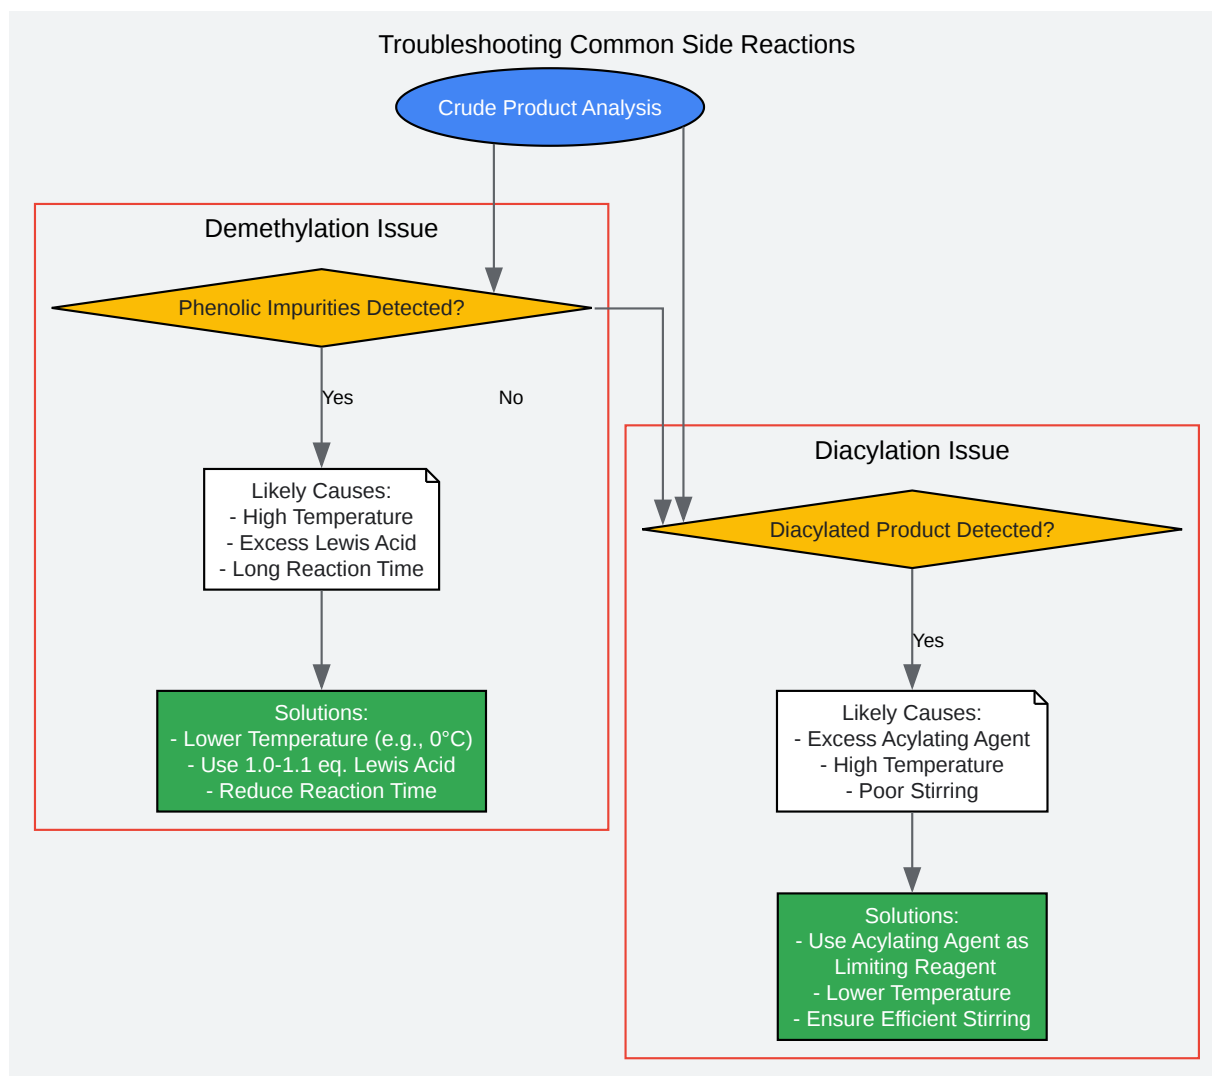 Troubleshooting Common Side Reactions
Crude Product Analysis
Demethylation Issue
Phenolic Impurities Detected?
Yes
No
Likely Causes:
- High Temperature
- Excess Lewis Acid
- Long Reaction Time
Solutions:
- Lower Temperature (e.g., 0°C)
- Use 1.0-1.1 eq. Lewis Acid
- Reduce Reaction Time
Diacylation Issue
Diacylated Product Detected?
Yes
Likely Causes:
- Excess Acylating Agent
- High Temperature
- Poor Stirring
Solutions:
- Use Acylating Agent as
Limiting Reagent
- Lower Temperature
- Ensure Efficient Stirring